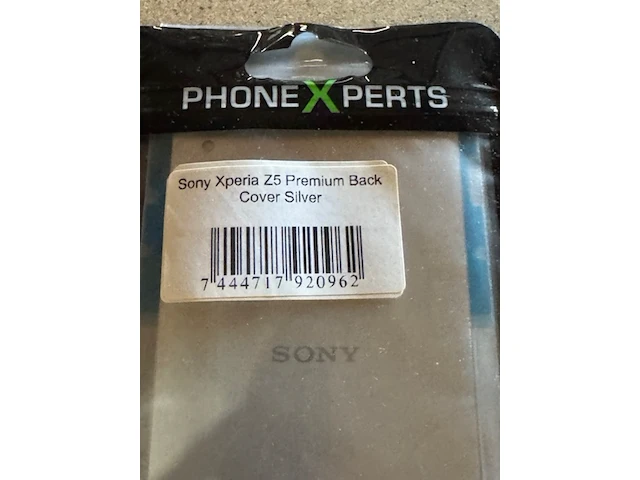 PHONEXPERTS
Sony Xperia Z5 Premium Back
Cover Silver
7 444717 920962
SONY